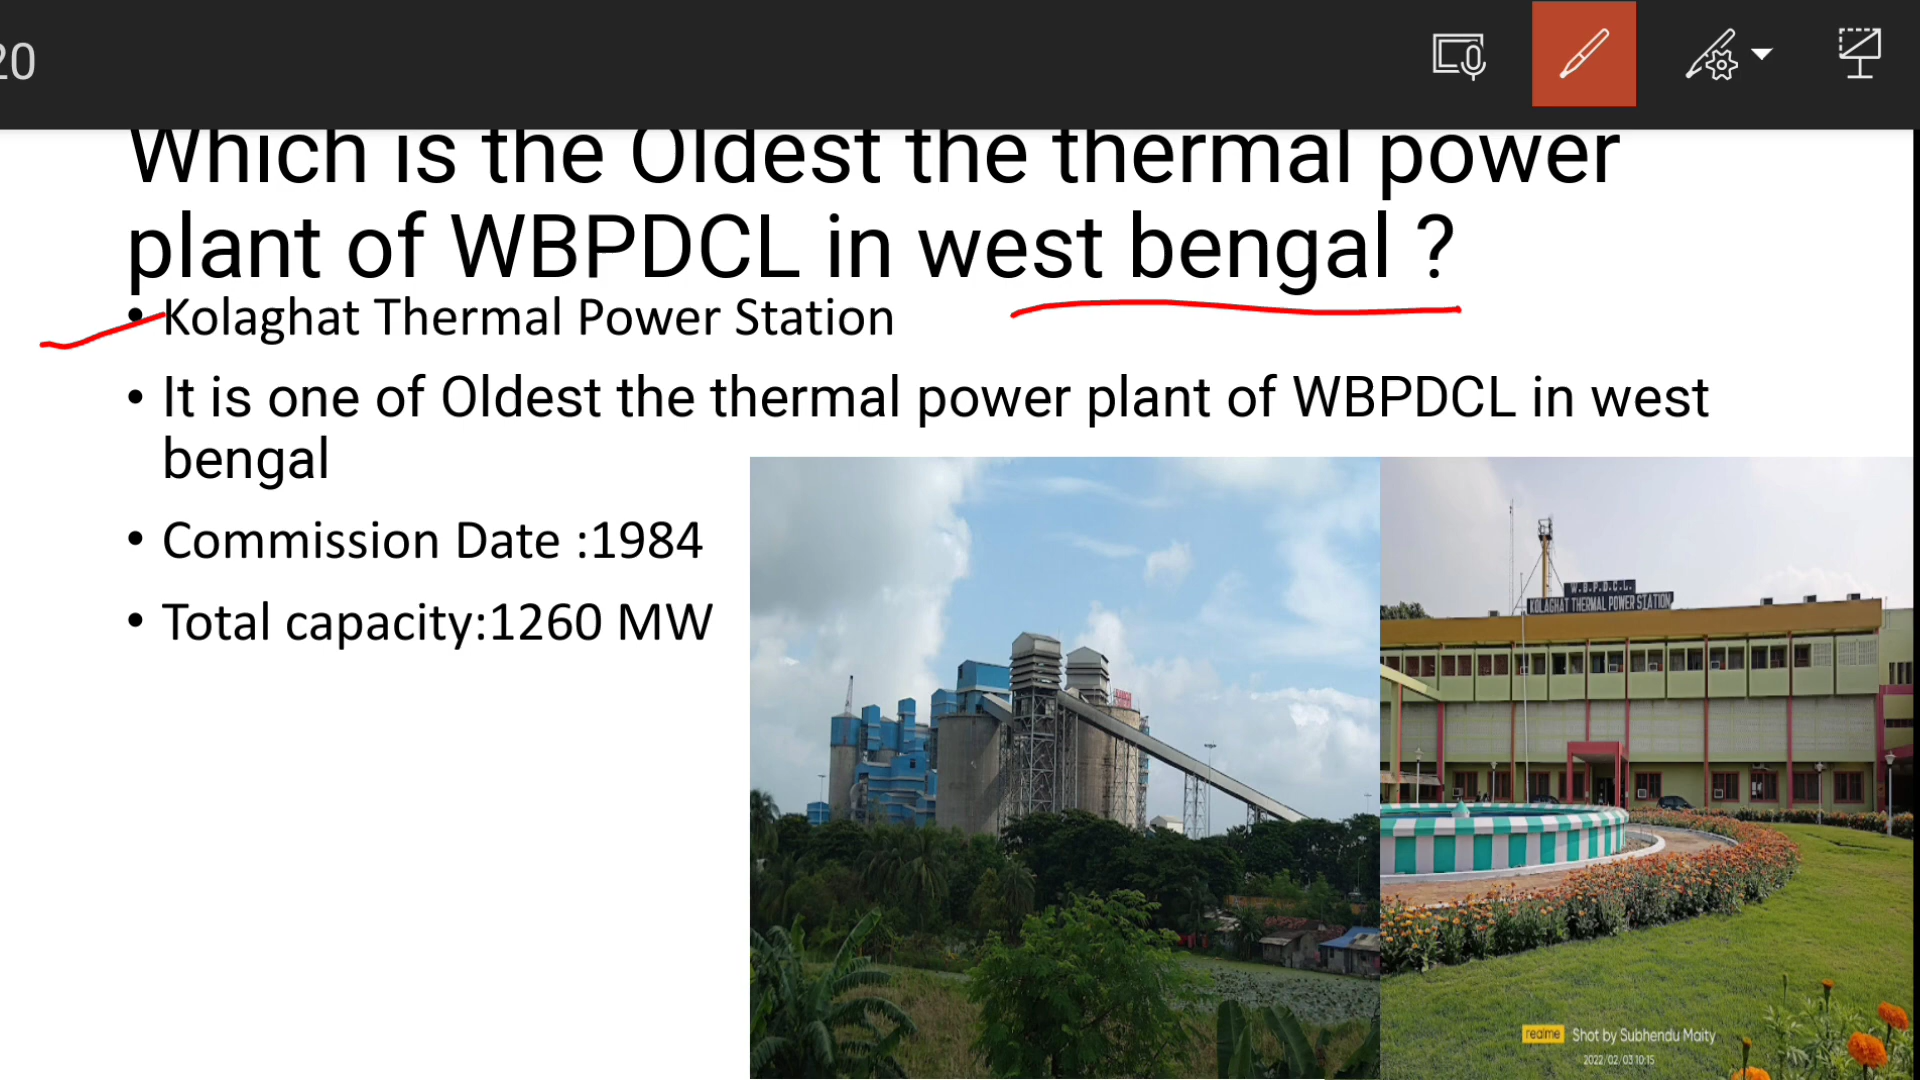 20
Which is the Oldest the thermal power
plant of WBPDCL in west bengal ?
• Kolaghat Thermal Power Station
• It is one of Oldest the thermal power plant of WBPDCL in west
bengal
• Commission Date :1984
• Total capacity:1260 MW
W.B.P.D.C.L.
KOLAGHAT THERMAL POWER STATION
realme Shot by Subhendu Maity
2022/02/03 10:15